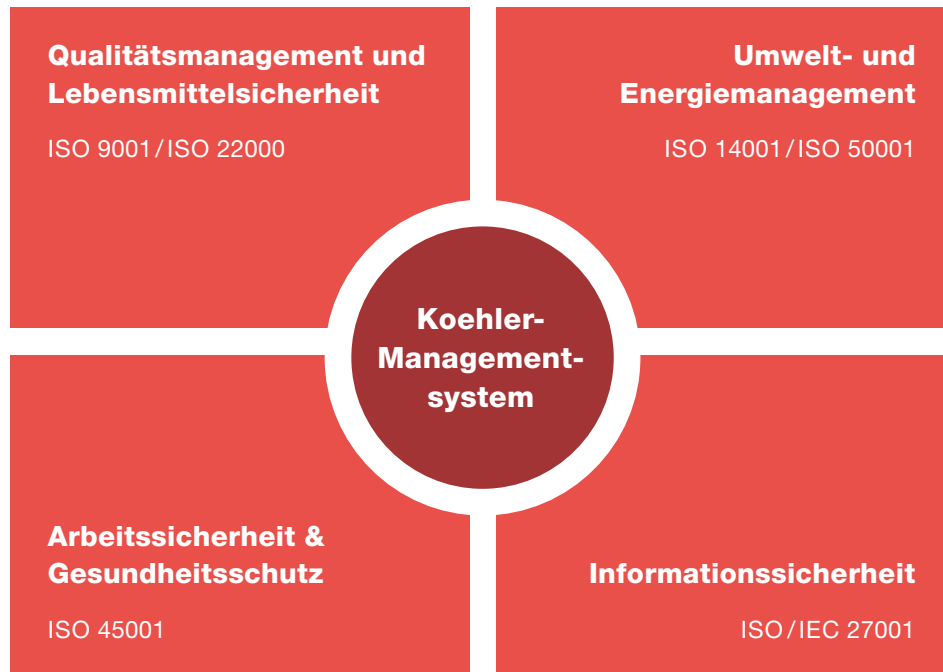 Qualitätsmanagement und
Lebensmittelsicherheit
ISO 9001/ISO 22000
Umwelt- und
Energiemanagement
ISO 14001/ISO 50001
Koehler-
Management-
system
Arbeitssicherheit &
Gesundheitsschutz
ISO 45001
Informationssicherheit
ISO/IEC 27001